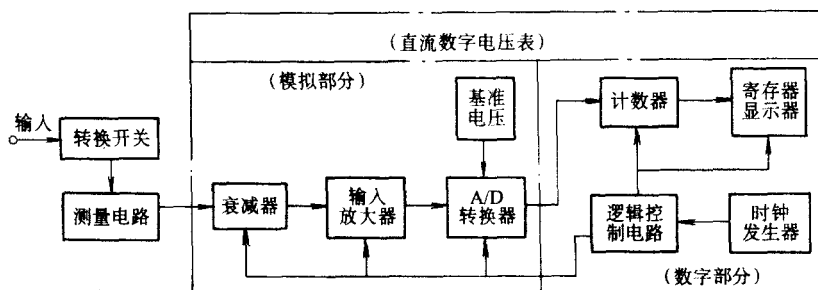 (直流数字电压表)
(模拟部分)
输入
转换开关
测量电路
衰减器
输入
放大器
基准
电压
A/D
转换器
计数器
寄存器
显示器
逻辑控
制电路
时钟
发生器
(数字部分)